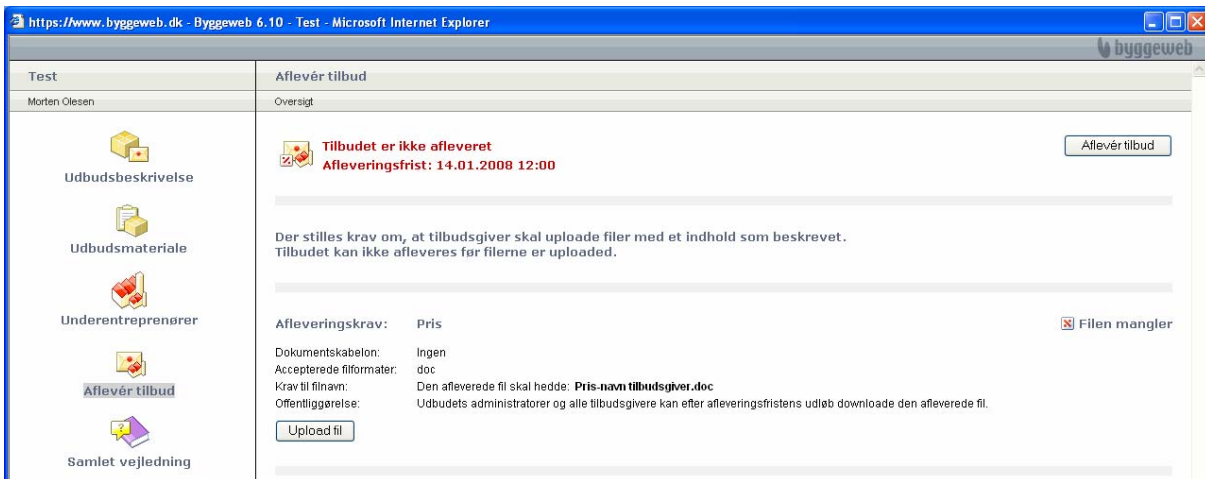 https://www.byggeweb.dk - Byggeweb 6.10 - Test - Microsoft Internet Explorer
byggeweb
Test
Aflevér tilbud
Morten Olesen
Oversigt
Udbudsbeskrivelse
Udbudsmateriale
Underentreprenører
Aflevér tilbud
Samlet vejledning
Tilbudet er ikke afleveret
Afleveringsfrist: 14.01.2008 12:00
Aflevér tilbud
Der stilles krav om, at tilbudsgiver skal uploade filer med et indhold som beskrevet.
Tilbudet kan ikke afleveres før filerne er uploaded.
Afleveringskrav: Pris
Filen mangler
Dokumentskabelon: Ingen
Accepterede filformater: doc
Krav til filnavn: Den afleverede fil skal hedde: Pris-navn tilbudsgiver.doc
Offentliggørelse: Udbudets administratorer og alle tilbudsgivere kan efter afleveringsfristens udløb downloade den afleverede fil.
Upload fil